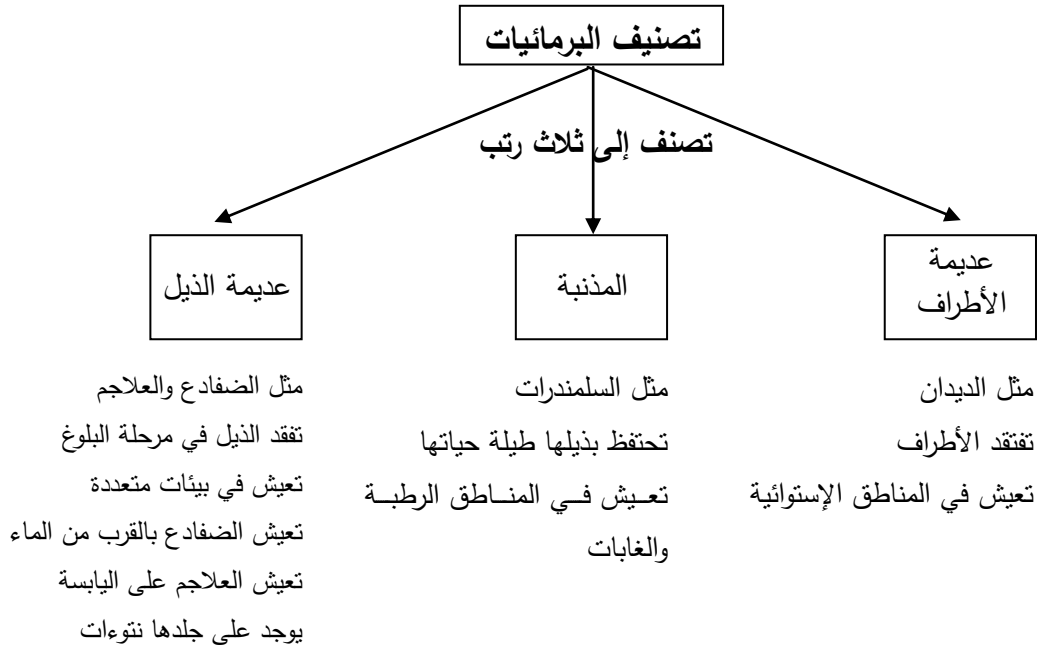 تصنيف البرمائيات
تصنف إلى ثلاث رتب
عديمة
الأطراف
مثل الديدان
تفتقد الأطراف
تعيش في المناطق الإستوائية
المذنبة
مثل السلمندرات
تحتفظ بذيلها طيلة حياتها
تعيش في المناطق الرطبة
والغابات
عديمة الذيل
مثل الضفادع والعلاجم
تفقد الذيل في مرحلة البلوغ
تعيش في بيئات متعددة
تعيش الضفادع بالقرب من الماء
تعيش العلاجم على اليابسة
يوجد على جلدها نتوءات